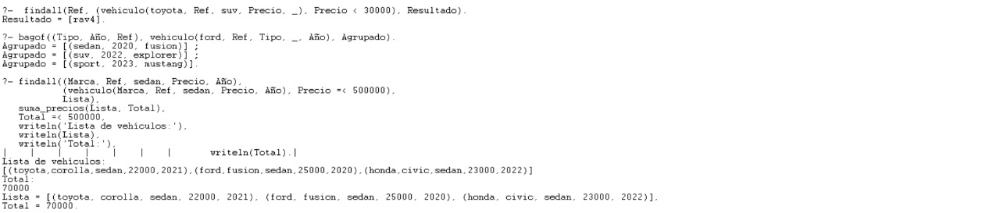 ?-  findall(Ref, (vehiculo(toyota, Ref, suv, Precio, _), Precio < 30000), Resultado).
Resultado = [rav4].
?- bagof((Tipo, Año, Ref), vehiculo(ford, Ref, Tipo, _, Año), Agrupado).
Agrupado = [(sedan, 2020, fusion)] ;
Agrupado = [(suv, 2022, explorer)] ;
Agrupado = [(sport, 2023, mustang)].
?- findall((Marca, Ref, sedan, Precio, Año),
(vehiculo(Marca, Ref, sedan, Precio, Año), Precio =< 500000),
Lista),
suma_precios(Lista, Total),
Total =< 500000,
writeln('Lista de vehículos:'),
writeln(Lista),
writeln('Total:'),
|    |    |    |    |    |    |       writeln(Total).|
Lista de vehículos:
[(toyota,corolla,sedan,22000,2021),(ford,fusion,sedan,25000,2020),(honda,civic,sedan,23000,2022)]
Total:
70000
Lista = [(toyota, corolla, sedan, 22000, 2021), (ford, fusion, sedan, 25000, 2020), (honda, civic, sedan, 23000, 2022)],
Total = 70000.